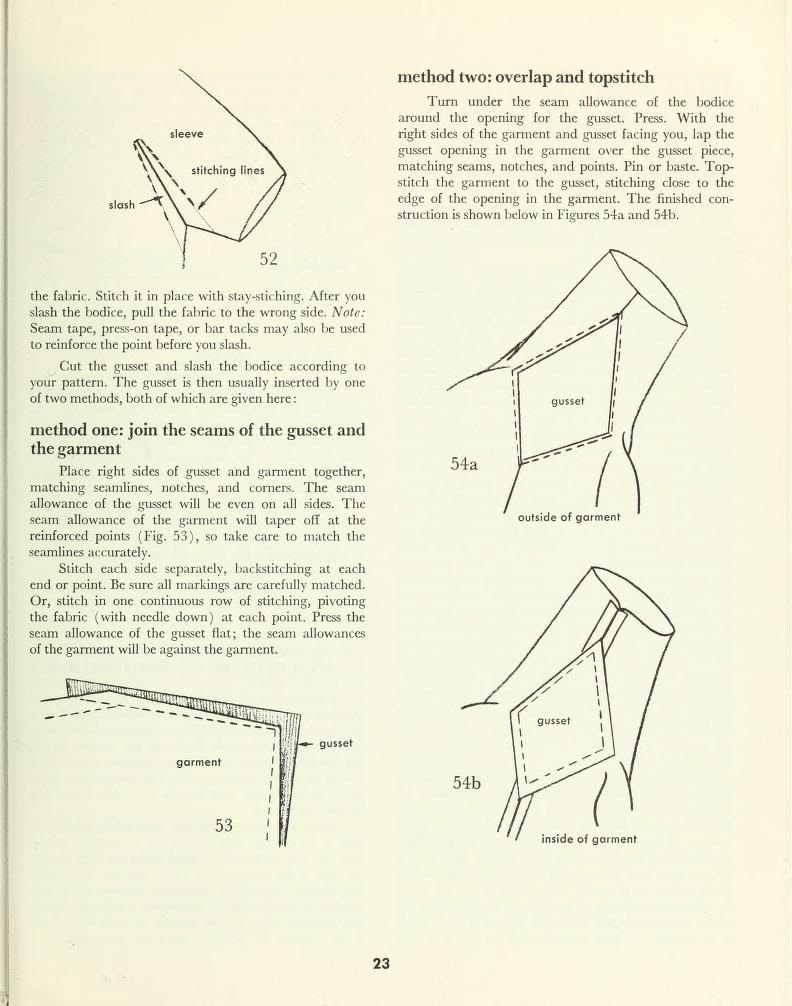 sleeve
stitching lines
slash
52
the fabric. Stitch it in place with stay-stiching. After you
slash the bodice, pull the fabric to the wrong side. Note:
Seam tape, press-on tape, or bar tacks may also be used
to reinforce the point before you slash.
Cut the gusset and slash the bodice according to
your pattern. The gusset is then usually inserted by one
of two methods, both of which are given here:
method one: join the seams of the gusset and
the garment
Place right sides of gusset and garment together,
matching seamlines, notches, and corners. The seam
allowance of the gusset will be even on all sides. The
seam allowance of the garment will taper off at the
reinforced points (Fig. 53), so take care to match the
seamlines accurately.
Stitch each side separately, backstitching at each
end or point. Be sure all markings are carefully matched.
Or, stitch in one continuous row of stitching, pivoting
the fabric (with needle down) at each point. Press the
seam allowance of the gusset flat; the seam allowances
of the garment will be against the garment.
gusset
garment
53
method two: overlap and topstitch
Turn under the seam allowance of the bodice
around the opening for the gusset. Press. With the
right sides of the garment and gusset facing you, lap the
gusset opening in the garment over the gusset piece,
matching seams, notches, and points. Pin or baste. Top-
stitch the garment to the gusset, stitching close to the
edge of the opening in the garment. The finished con-
struction is shown below in Figures 54a and 54b.
gusset
54a
outside of garment
gusset
54b
inside of garment
23